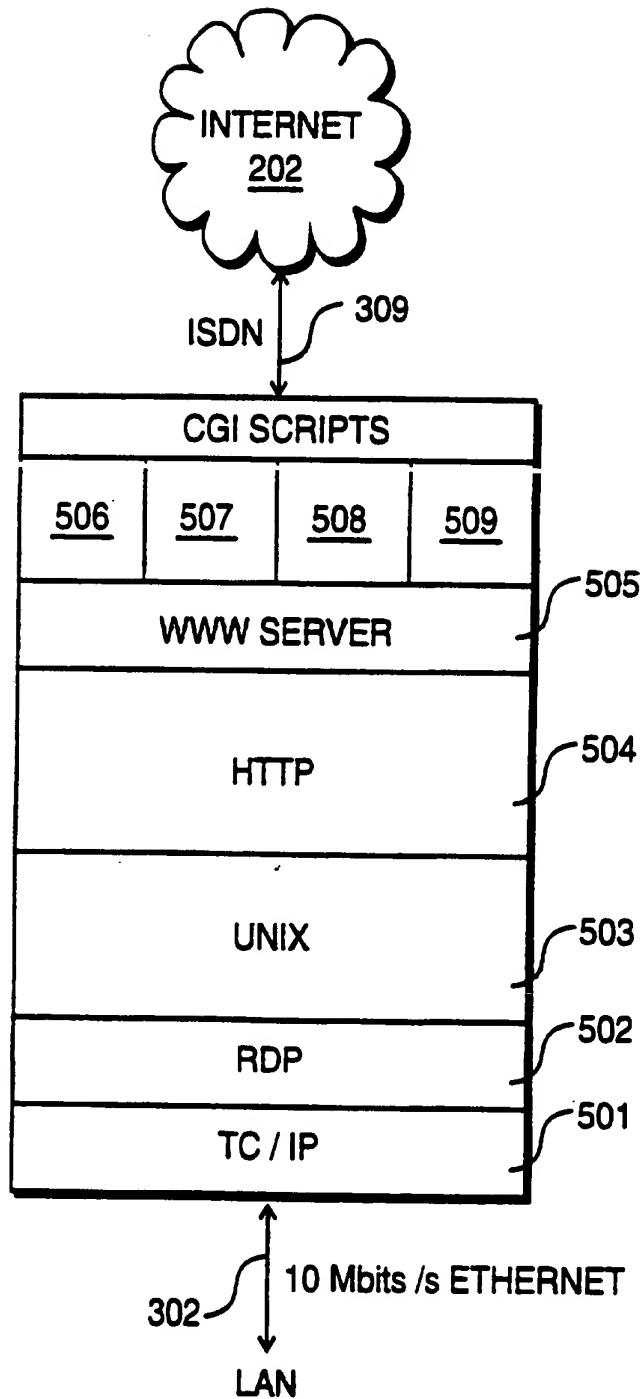 INTERNET
202
ISDN
309
CGI SCRIPTS
506 507 508 509
505
WWW SERVER
504
HTTP
503
UNIX
502
RDP
501
TC / IP
10 Mbits /s ETHERNET
302
LAN